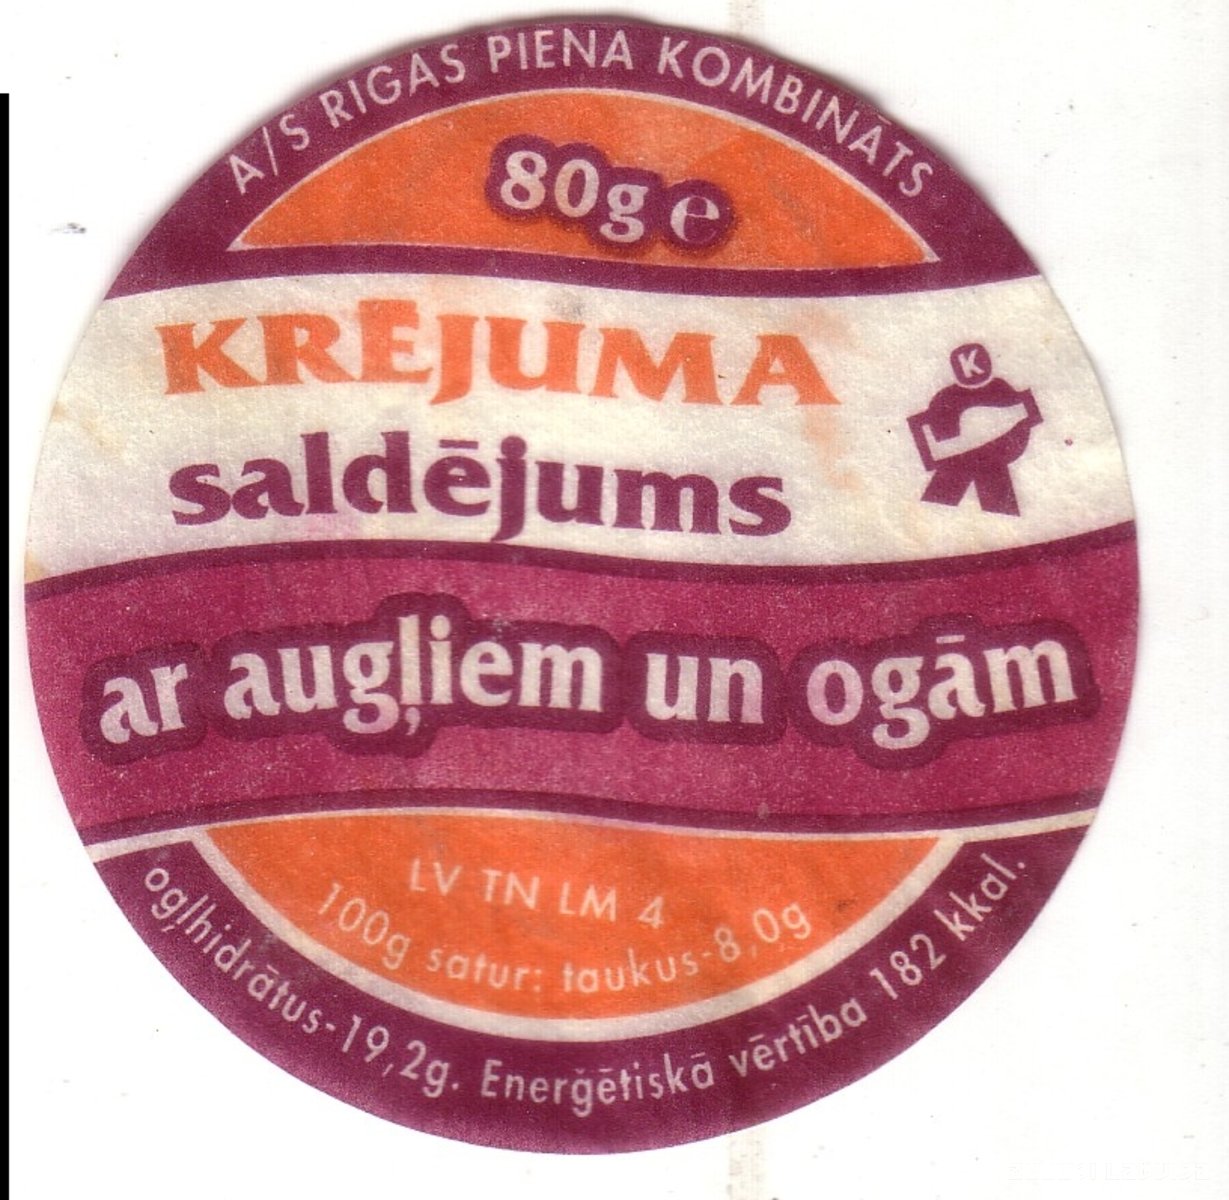 A/S RIGAS PIENA KOMBINĀTS
80g ℮
KRĒJUMA
K
saldējums
ar augļiem un ogām
LV TN LM 4
100g satur: taukus-8,0g
ogļhidrātus-19,2g. Enerģētiskā vērtība 182 kkal.